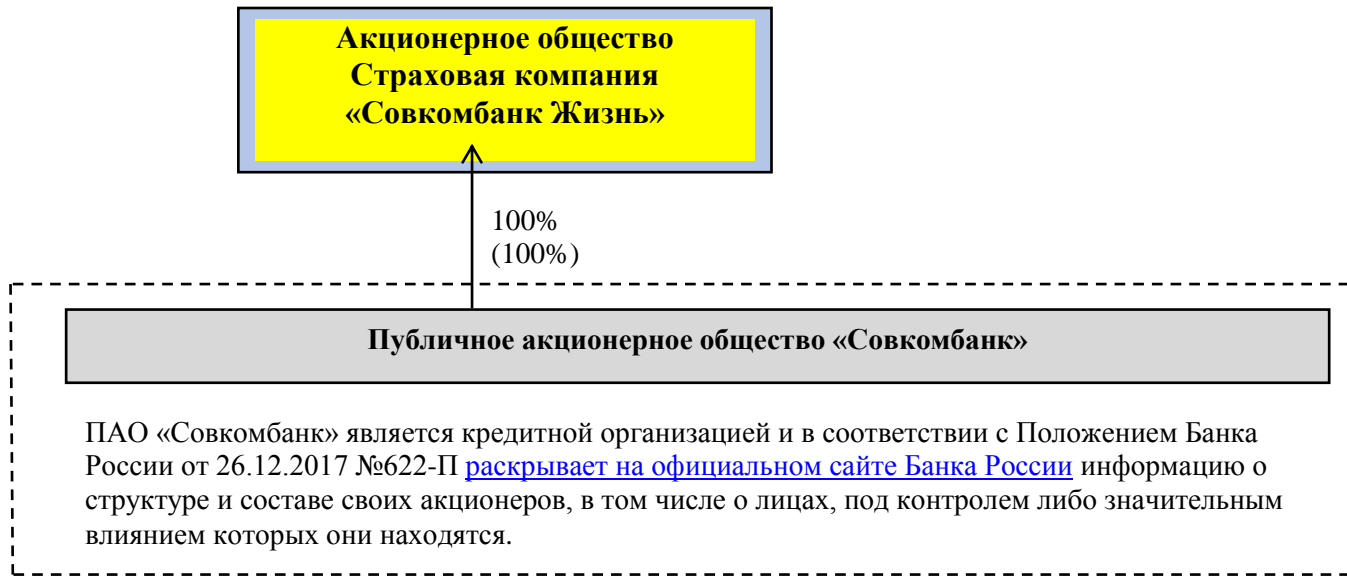 Акционерное общество
Страховая компания
«Совкомбанк Жизнь»
100%
(100%)
Публичное акционерное общество «Совкомбанк»
ПАО «Совкомбанк» является кредитной организацией и в соответствии с Положением Банка
России от 26.12.2017 №622-П раскрывает на официальном сайте Банка России информацию о
структуре и составе своих акционеров, в том числе о лицах, под контролем либо значительным
влиянием которых они находятся.